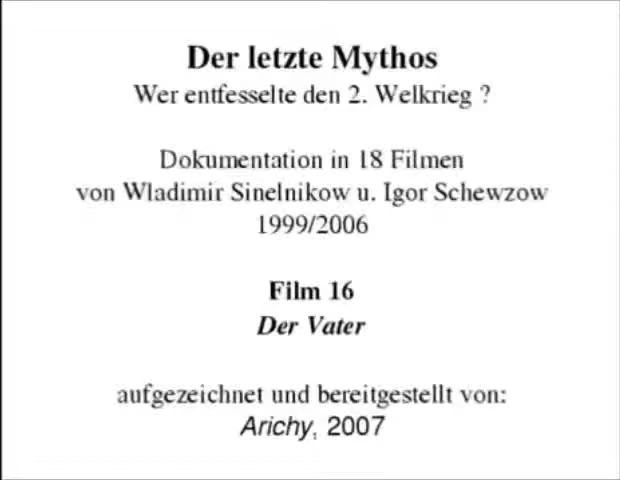 Der letzte Mythos
Wer entfesselte den 2. Welkrieg ?
Dokumentation in 18 Filmen
von Wladimir Sinelnikow u. Igor Schewzow
1999/2006
Film 16
Der Vater
aufgezeichnet und bereitgestellt von:
Arichy, 2007